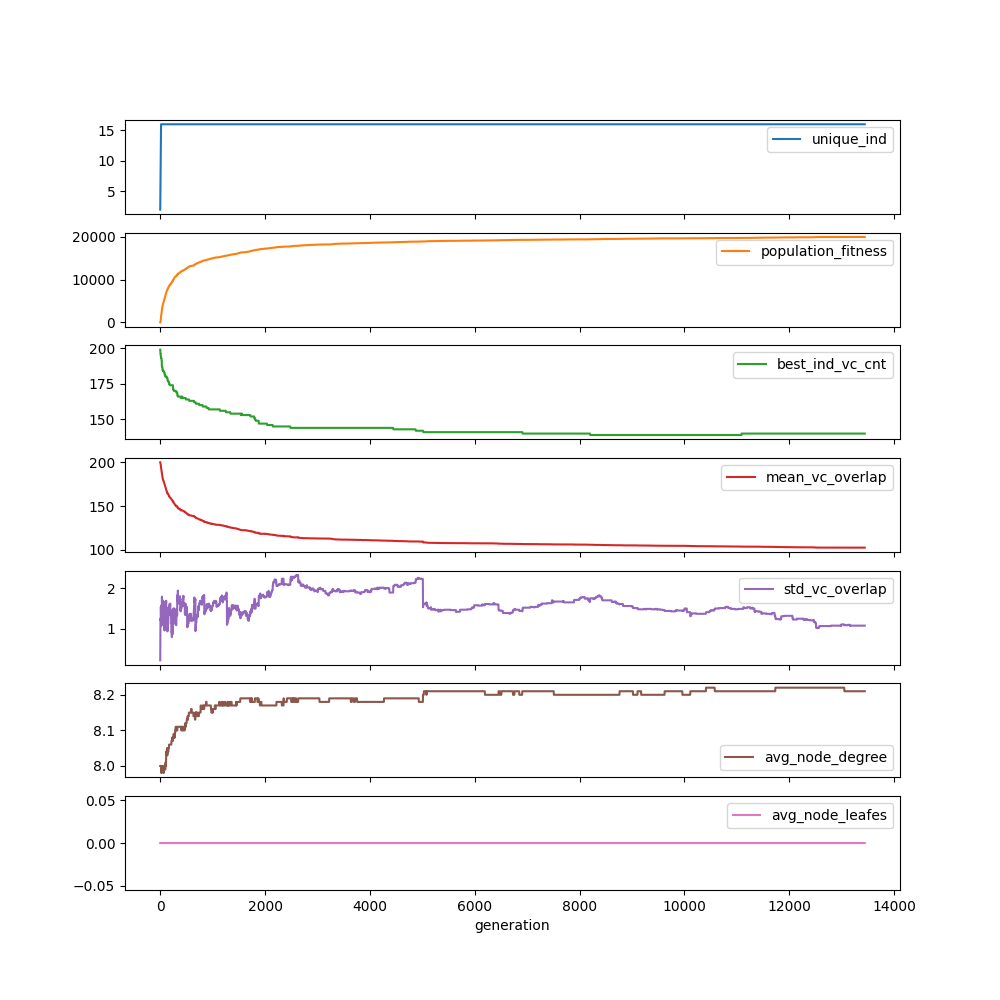 15
10
5
unique_ind
20000
10000
0
population_fitness
200
175
150
best_ind_vc_cnt
200
150
100
mean_vc_overlap
2
1
std_vc_overlap
8.2
8.1
8.0
avg_node_degree
0.05
0.00
−0.05
avg_node_leafes
0 2000 4000 6000 8000 10000 12000 14000
generation